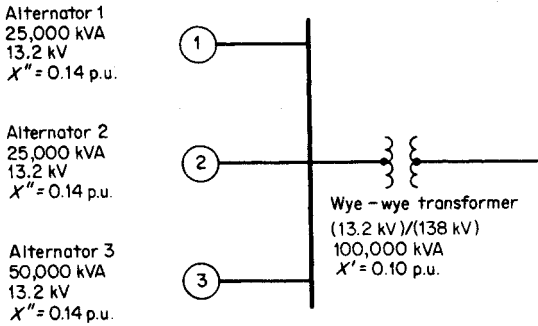 Alternator 1
25,000 kVA
13.2 kV
X″= 0.14 p.u.
1
Alternator 2
25,000 kVA
13.2 kV
X″= 0.14 p.u.
2
Alternator 3
50,000 kVA
13.2 kV
X″= 0.14 p.u.
3
Wye – wye transformer
(13.2 kV)/(138 kV)
100,000 kVA
X′ = 0.10 p.u.